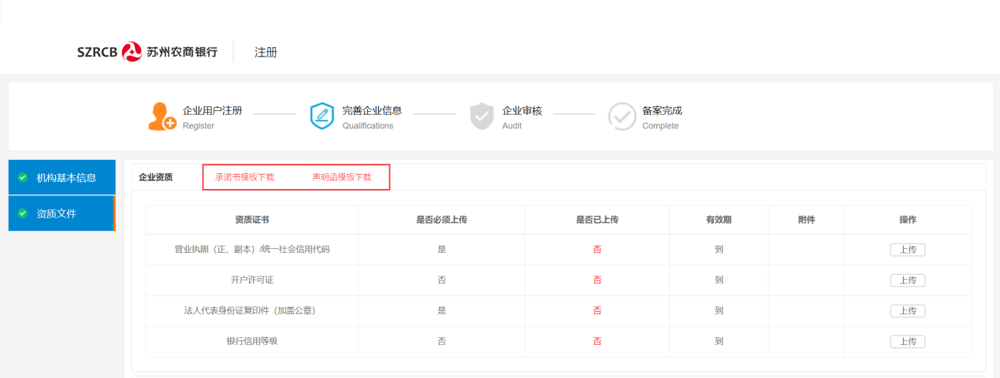 SZRCB 苏州农商银行 注册
企业用户注册 完善企业信息 企业审核 备案完成
Register Qualifications Audit Complete
机构基本信息
资质文件
企业资质 承诺书模板下载 声明函模板下载
资质证书 是否必须上传 是否已上传 有效期 附件 操作
营业执照（正、副本）/统一社会信用代码 是 否 到 上传
开户许可证 否 否 到 上传
法人代表身份证复印件（加盖公章） 是 否 到 上传
银行信用等级 否 否 到 上传